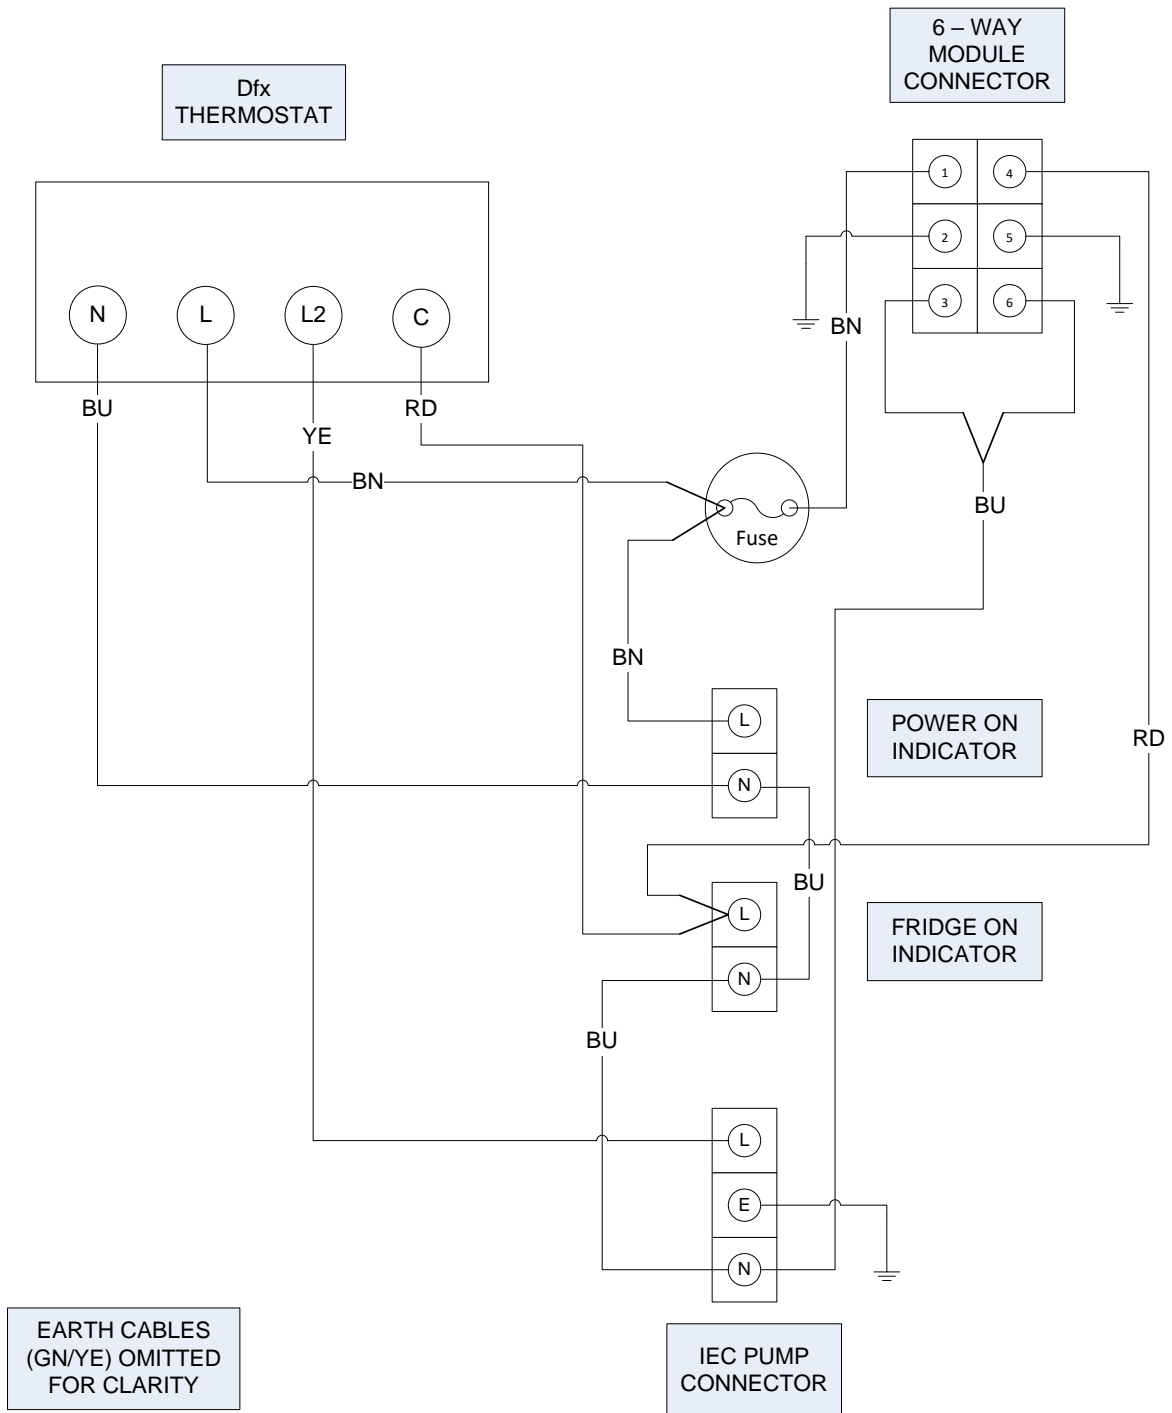 6 – WAY
MODULE
CONNECTOR
Dfx
THERMOSTAT
1
4
2
5
3
6
N
L
L2
C
BN
BU
RD
YE
BN
BU
Fuse
BN
L
POWER ON
INDICATOR
RD
N
BU
L
FRIDGE ON
INDICATOR
N
BU
L
E
N
EARTH CABLES
(GN/YE) OMITTED
FOR CLARITY
IEC PUMP
CONNECTOR